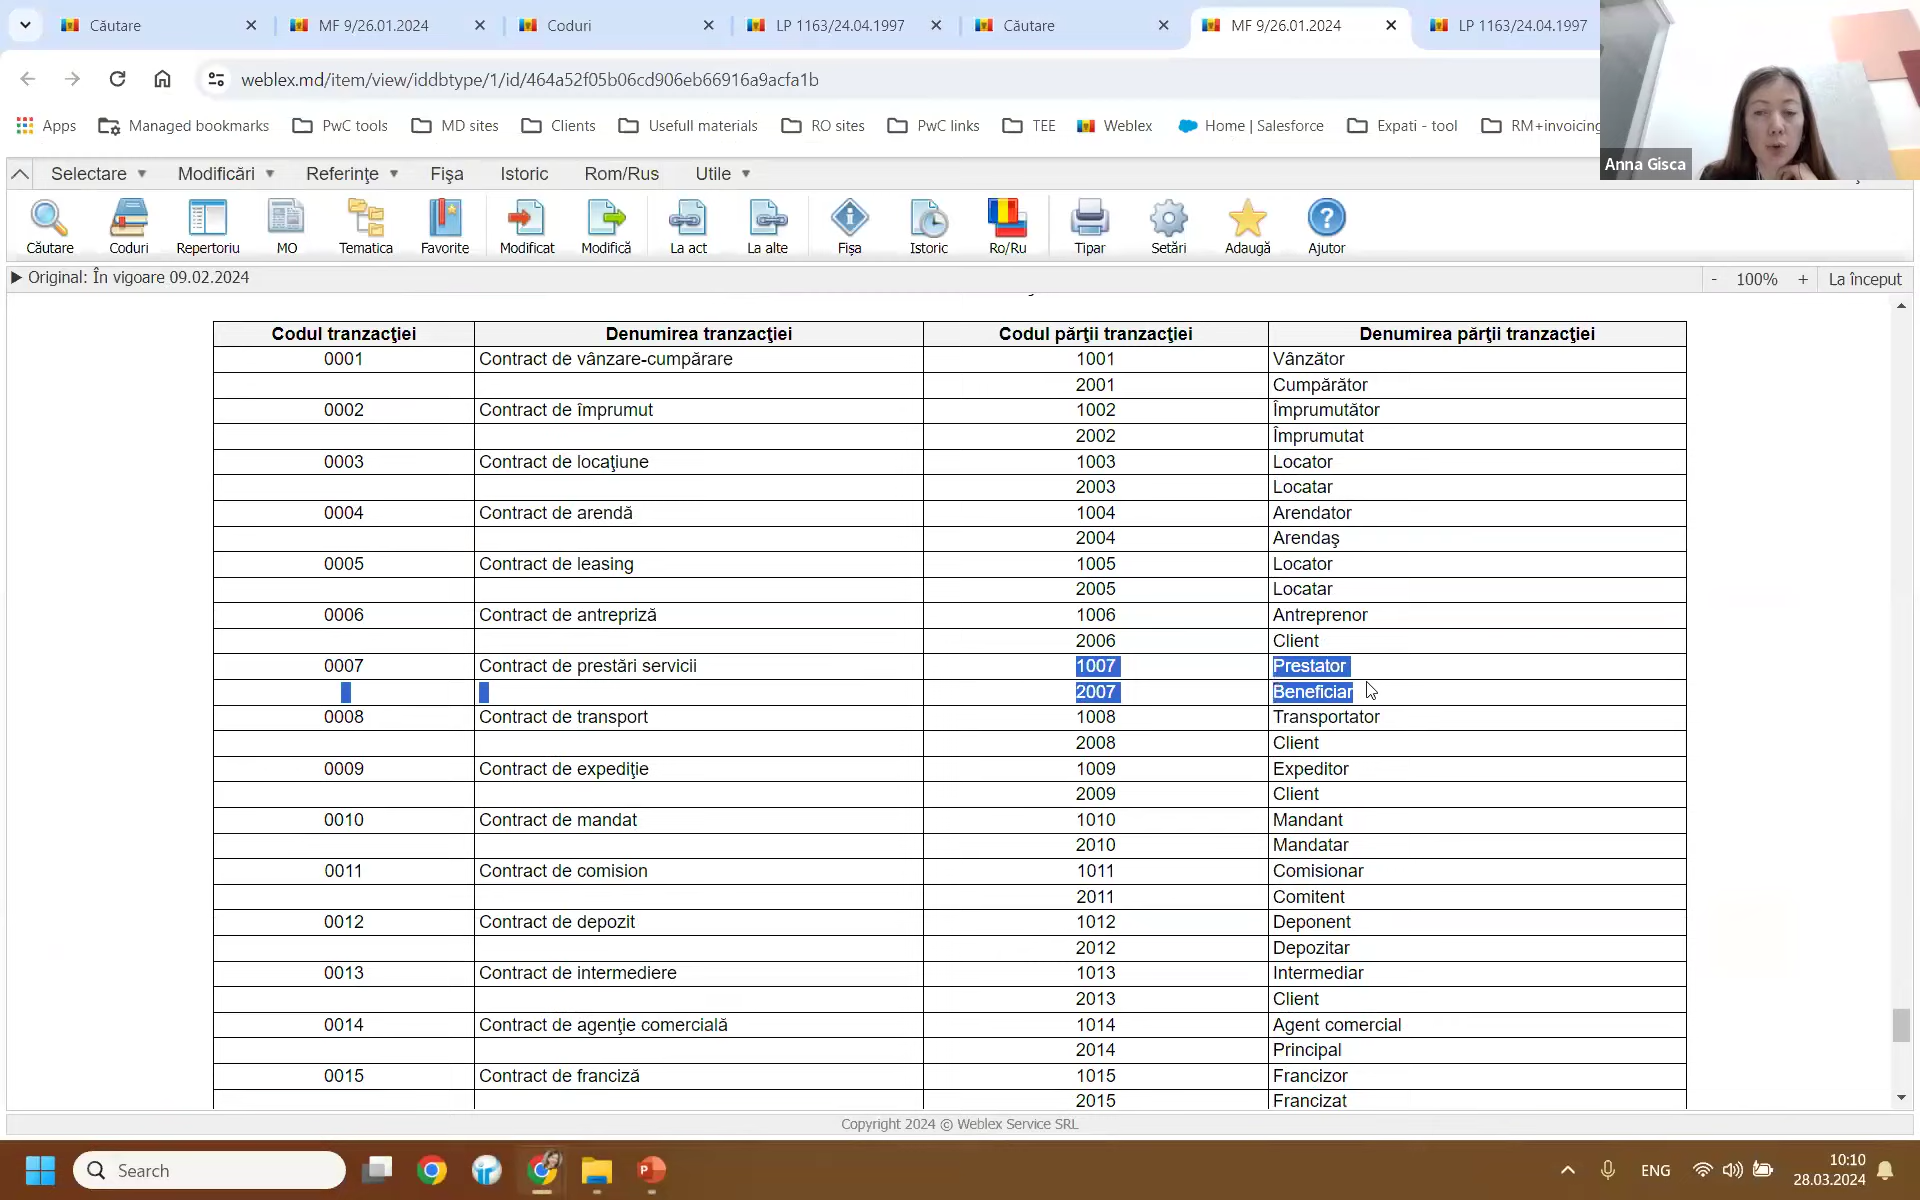 Căutare
MF 9/26.01.2024
Coduri
LP 1163/24.04.1997
Căutare
MF 9/26.01.2024
LP 1163/24.04.1997
weblex.md/item/view/iddbtype/1/id/464a52f05b06cd906eb66916a9acfa1b
Apps Managed bookmarks PwC tools MD sites Clients Usefull materials RO sites PwC links TEE Weblex Home | Salesforce Expati - tool RM+invoicing
Anna Gisca
Selectare Modificări Referinţe Fişa Istoric Rom/Rus Utile
Căutare Coduri Repertoriu MO Tematica Favorite Modificat Modifică La act La alte Fişa Istoric Ro/Ru Tipar Setări Adaugă Ajutor
Original: În vigoare 09.02.2024
- 100% + La început
Codul tranzacţiei Denumirea tranzacţiei Codul părţii tranzacţiei Denumirea părţii tranzacţiei
0001 Contract de vânzare-cumpărare 1001 Vânzător
2001 Cumpărător
0002 Contract de împrumut 1002 Împrumutător
2002 Împrumutat
0003 Contract de locaţiune 1003 Locator
2003 Locatar
0004 Contract de arendă 1004 Arendator
2004 Arendaş
0005 Contract de leasing 1005 Locator
2005 Locatar
0006 Contract de antrepriză 1006 Antreprenor
2006 Client
0007 Contract de prestări servicii 1007 Prestator
2007 Beneficiar
0008 Contract de transport 1008 Transportator
2008 Client
0009 Contract de expediţie 1009 Expeditor
2009 Client
0010 Contract de mandat 1010 Mandant
2010 Mandatar
0011 Contract de comision 1011 Comisionar
2011 Comitent
0012 Contract de depozit 1012 Deponent
2012 Depozitar
0013 Contract de intermediere 1013 Intermediar
2013 Client
0014 Contract de agenţie comercială 1014 Agent comercial
2014 Principal
0015 Contract de franciză 1015 Francizor
2015 Francizat
Copyright 2024 © Weblex Service SRL
Search
ENG
10:10
28.03.2024